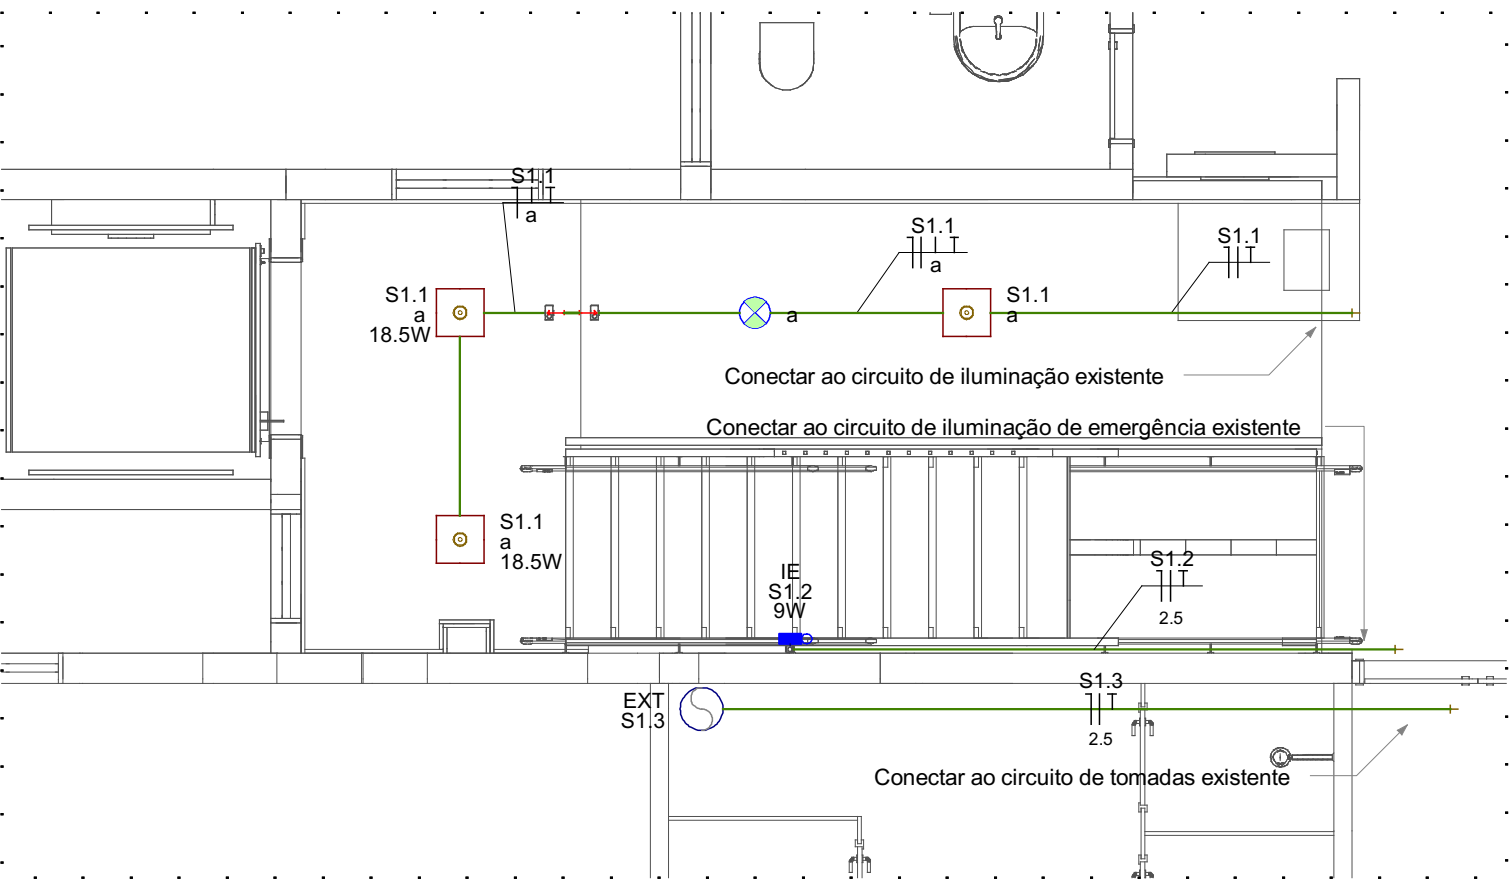 S1.1
a
S1.1
a
S1.1
S1.1
a
18.5W
a
S1.1
a
Conectar ao circuito de iluminação existente
Conectar ao circuito de iluminação de emergência existente
S1.1
a
18.5W
IE
S1.2
9W
S1.2
2.5
EXT
S1.3
S1.3
2.5
Conectar ao circuito de tomadas existente